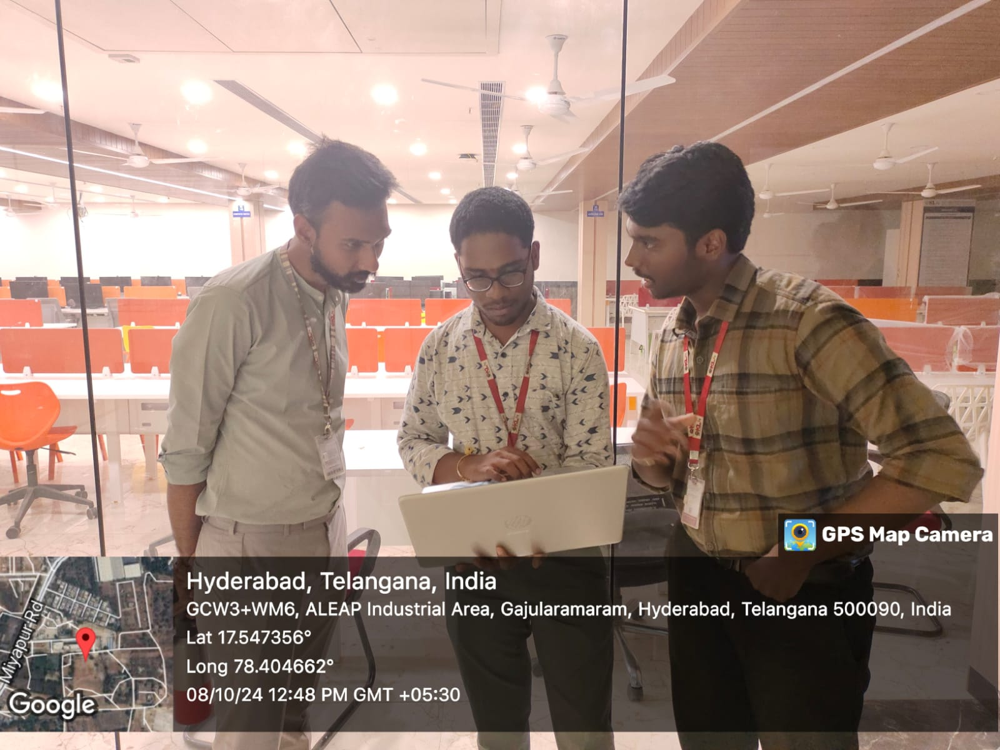 GPS Map Camera
Hyderabad, Telangana, India
GCW3+WM6, ALEAP Industrial Area, Gajularamaram, Hyderabad, Telangana 500090, India
Lat 17.547356°
Long 78.404662°
08/10/24 12:48 PM GMT +05:30
Miyapur Rd
Google